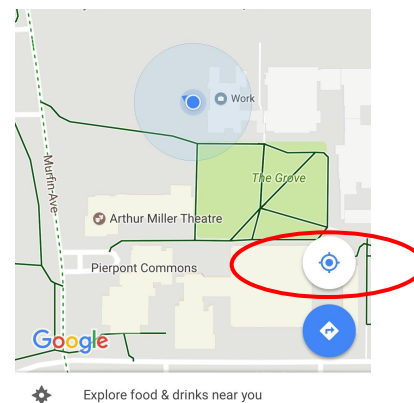 Work
Murfin-Ave
The Grove
Arthur Miller Theatre
Pierpont Commons
Google
Explore food & drinks near you